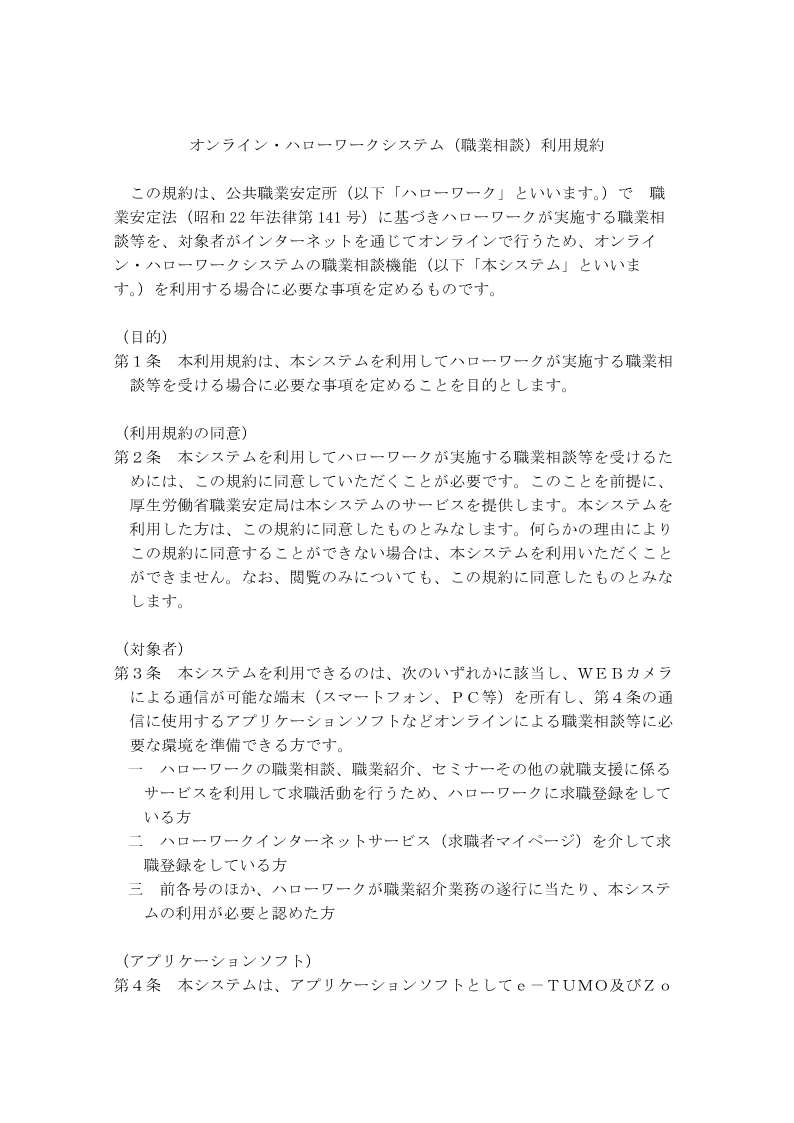 オンライン・ハローワークシステム（職業相談）利用規約
この規約は、公共職業安定所（以下「ハローワーク」といいます。）で　職
業安定法（昭和 22 年法律第 141 号）に基づきハローワークが実施する職業相
談等を、対象者がインターネットを通じてオンラインで行うため、オンライ
ン・ハローワークシステムの職業相談機能（以下「本システム」といいま
す。）を利用する場合に必要な事項を定めるものです。
（目的）
第１条　本利用規約は、本システムを利用してハローワークが実施する職業相
談等を受ける場合に必要な事項を定めることを目的とします。
（利用規約の同意）
第２条　本システムを利用してハローワークが実施する職業相談等を受けるた
めには、この規約に同意していただくことが必要です。このことを前提に、
厚生労働省職業安定局は本システムのサービスを提供します。本システムを
利用した方は、この規約に同意したものとみなします。何らかの理由により
この規約に同意することができない場合は、本システムを利用いただくこと
ができません。なお、閲覧のみについても、この規約に同意したものとみな
します。
（対象者）
第３条　本システムを利用できるのは、次のいずれかに該当し、ＷＥＢカメラ
による通信が可能な端末（スマートフォン、ＰＣ等）を所有し、第４条の通
信に使用するアプリケーションソフトなどオンラインによる職業相談等に必
要な環境を準備できる方です。
一　ハローワークの職業相談、職業紹介、セミナーその他の就職支援に係る
サービスを利用して求職活動を行うため、ハローワークに求職登録をして
いる方
二　ハローワークインターネットサービス（求職者マイページ）を介して求
職登録をしている方
三　前各号のほか、ハローワークが職業紹介業務の遂行に当たり、本システ
ムの利用が必要と認めた方
（アプリケーションソフト）
第４条　本システムは、アプリケーションソフトとしてｅ－ＴＵＭＯ及びＺｏ